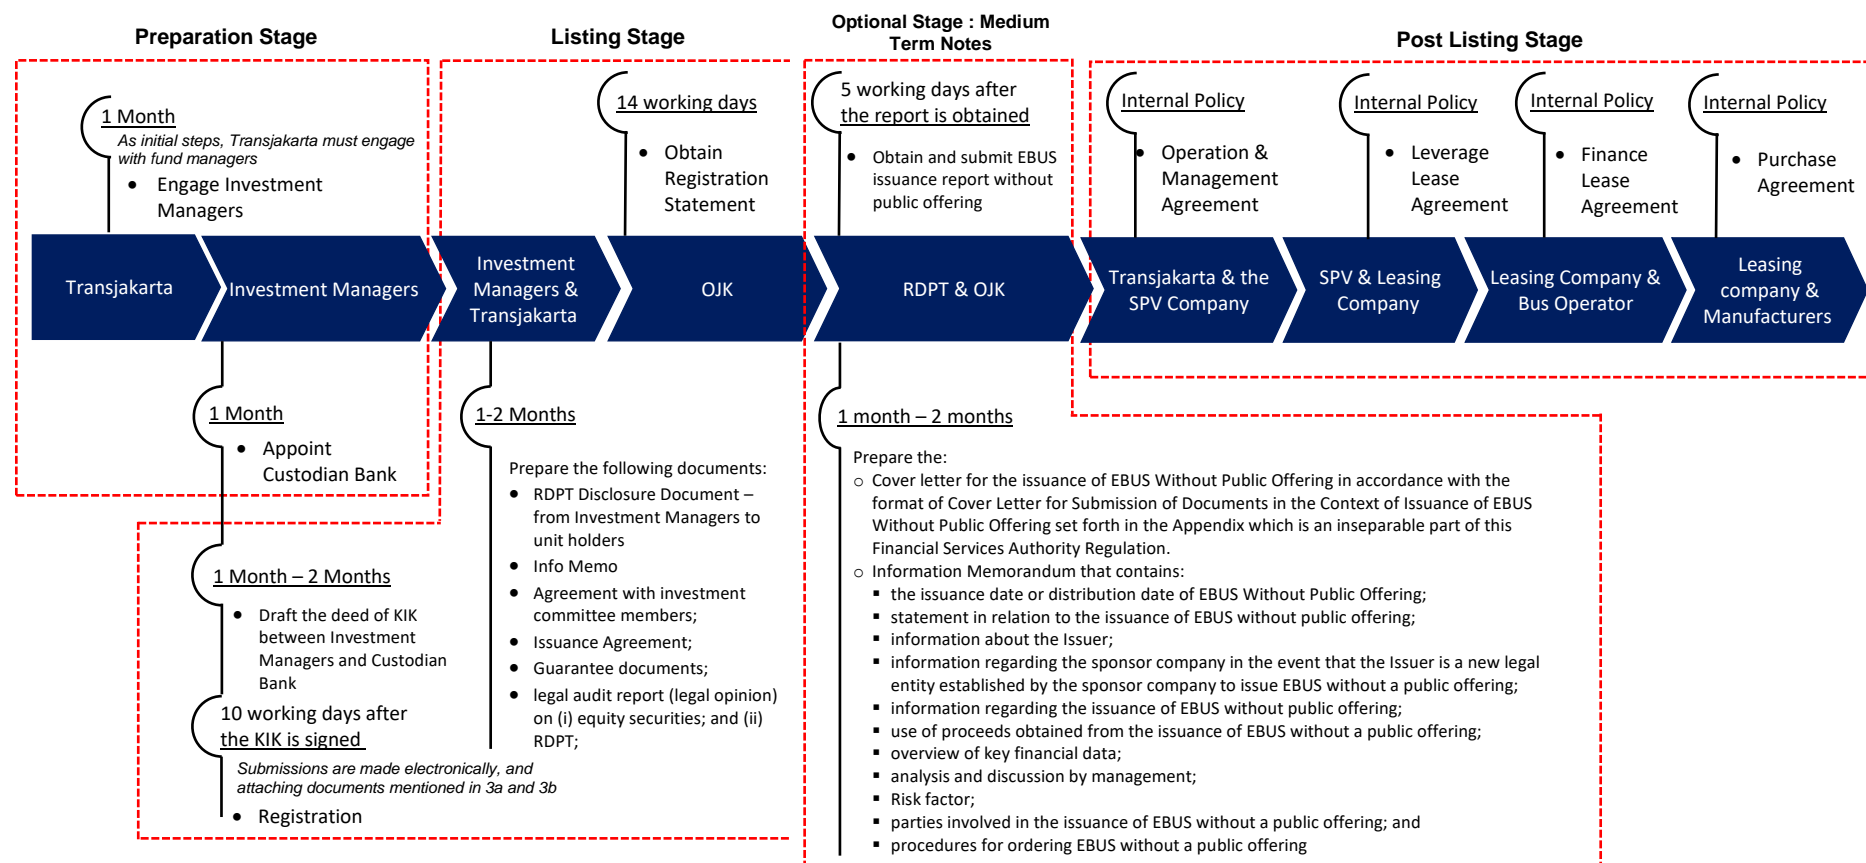 Preparation Stage
Listing Stage
Optional Stage : Medium
Term Notes
Post Listing Stage
1 Month
As initial steps, Transjakarta must engage
with fund managers
• Engage Investment
Managers
14 working days
• Obtain
Registration
Statement
5 working days after
the report is obtained
• Obtain and submit EBUS
issuance report without
public offering
Internal Policy
• Operation &
Management
Agreement
Internal Policy
• Leverage
Lease
Agreement
Internal Policy
• Finance
Lease
Agreement
Internal Policy
• Purchase
Agreement
Transjakarta
Investment Managers
Investment
Managers &
Transjakarta
OJK
RDPT & OJK
Transjakarta & the
SPV Company
SPV & Leasing
Company
Leasing Company &
Bus Operator
Leasing
company &
Manufacturers
1 Month
• Appoint
Custodian Bank
1 Month – 2 Months
• Draft the deed of KIK
between Investment
Managers and Custodian
Bank
10 working days after
the KIK is signed
Submissions are made electronically, and
attaching documents mentioned in 3a and 3b
• Registration
1-2 Months
Prepare the following documents:
• RDPT Disclosure Document –
from Investment Managers to
unit holders
• Info Memo
• Agreement with investment
committee members;
• Issuance Agreement;
• Guarantee documents;
• legal audit report (legal opinion)
on (i) equity securities; and (ii)
RDPT;
1 month – 2 months
Prepare the:
o Cover letter for the issuance of EBUS Without Public Offering in accordance with the
format of Cover Letter for Submission of Documents in the Context of Issuance of EBUS
Without Public Offering set forth in the Appendix which is an inseparable part of this
Financial Services Authority Regulation.
o Information Memorandum that contains:
▪ the issuance date or distribution date of EBUS Without Public Offering;
▪ statement in relation to the issuance of EBUS without public offering;
▪ information about the Issuer;
▪ information regarding the sponsor company in the event that the Issuer is a new legal
entity established by the sponsor company to issue EBUS without a public offering;
▪ information regarding the issuance of EBUS without public offering;
▪ use of proceeds obtained from the issuance of EBUS without a public offering;
▪ overview of key financial data;
▪ analysis and discussion by management;
▪ Risk factor;
▪ parties involved in the issuance of EBUS without a public offering; and
▪ procedures for ordering EBUS without a public offering